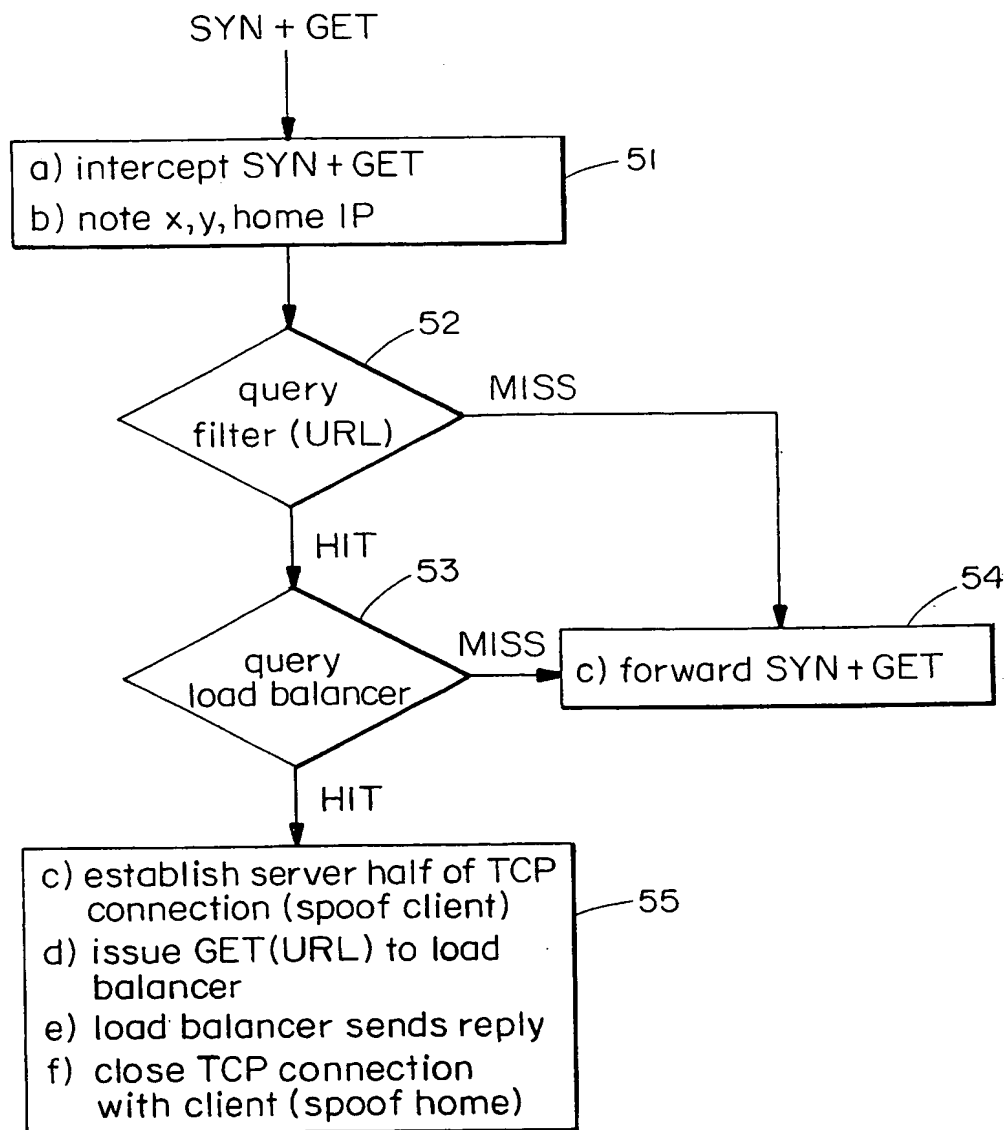 SYN + GET
a) intercept SYN + GET
b) note x, y, home IP
51
52
query
filter (URL)
MISS
HIT
53
54
query
load balancer
MISS
c) forward SYN + GET
HIT
c) establish server half of TCP
connection (spoof client)
d) issue GET(URL) to load
balancer
e) load balancer sends reply
f) close TCP connection
with client (spoof home)
55